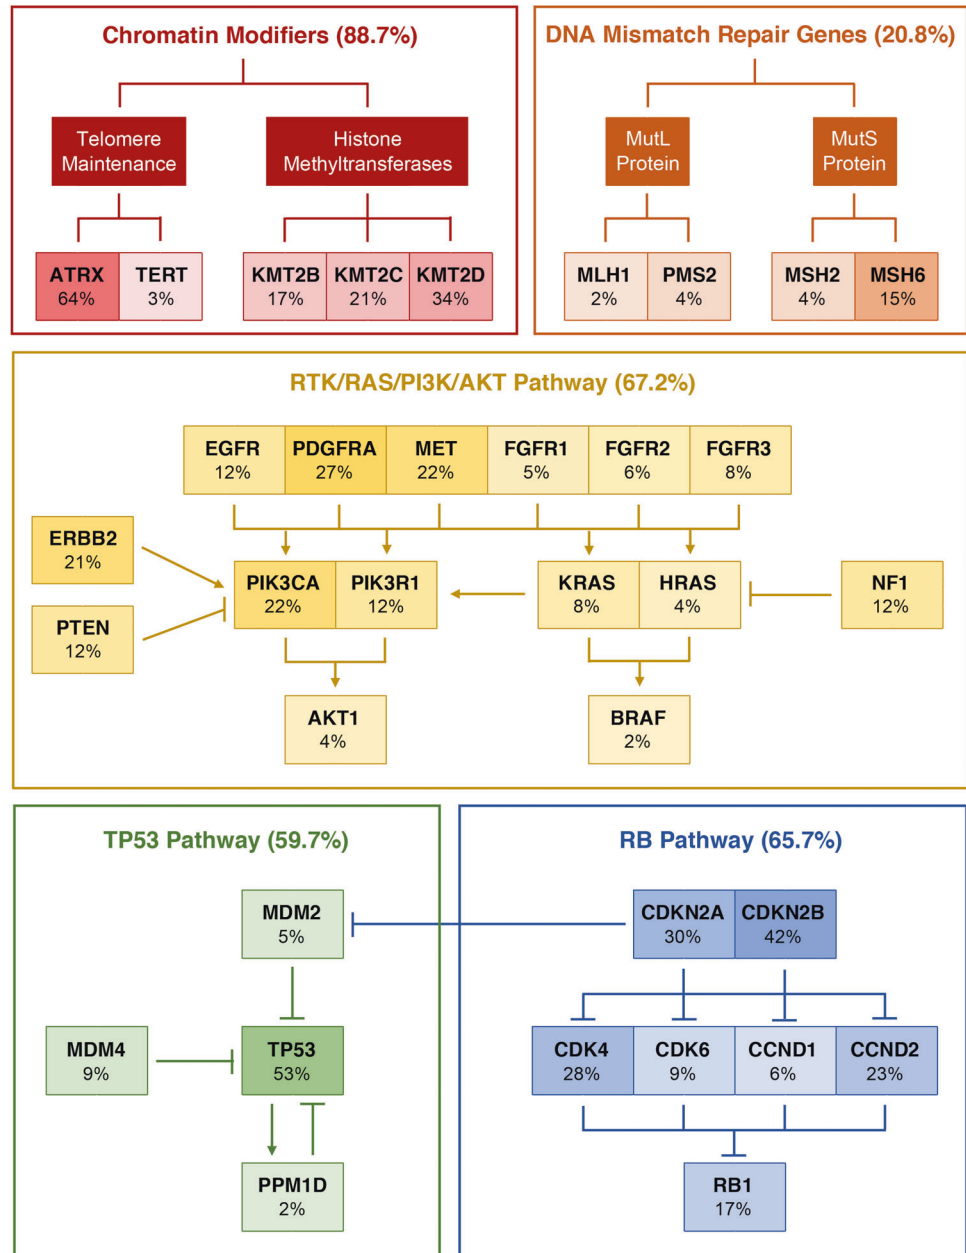 Chromatin Modifiers (88.7%)
Telomere
Maintenance
Histone
Methyltransferases
ATRX
64%
TERT
3%
KMT2B
17%
KMT2C
21%
KMT2D
34%
DNA Mismatch Repair Genes (20.8%)
MutL
Protein
MutS
Protein
MLH1
2%
PMS2
4%
MSH2
4%
MSH6
15%
RTK/RAS/PI3K/AKT Pathway (67.2%)
EGFR
12%
PDGFRA
27%
MET
22%
FGFR1
5%
FGFR2
6%
FGFR3
8%
ERBB2
21%
PTEN
12%
PIK3CA
22%
PIK3R1
12%
KRAS
8%
HRAS
4%
NF1
12%
AKT1
4%
BRAF
2%
TP53 Pathway (59.7%)
MDM2
5%
MDM4
9%
TP53
53%
PPM1D
2%
RB Pathway (65.7%)
CDKN2A
30%
CDKN2B
42%
CDK4
28%
CDK6
9%
CCND1
6%
CCND2
23%
RB1
17%